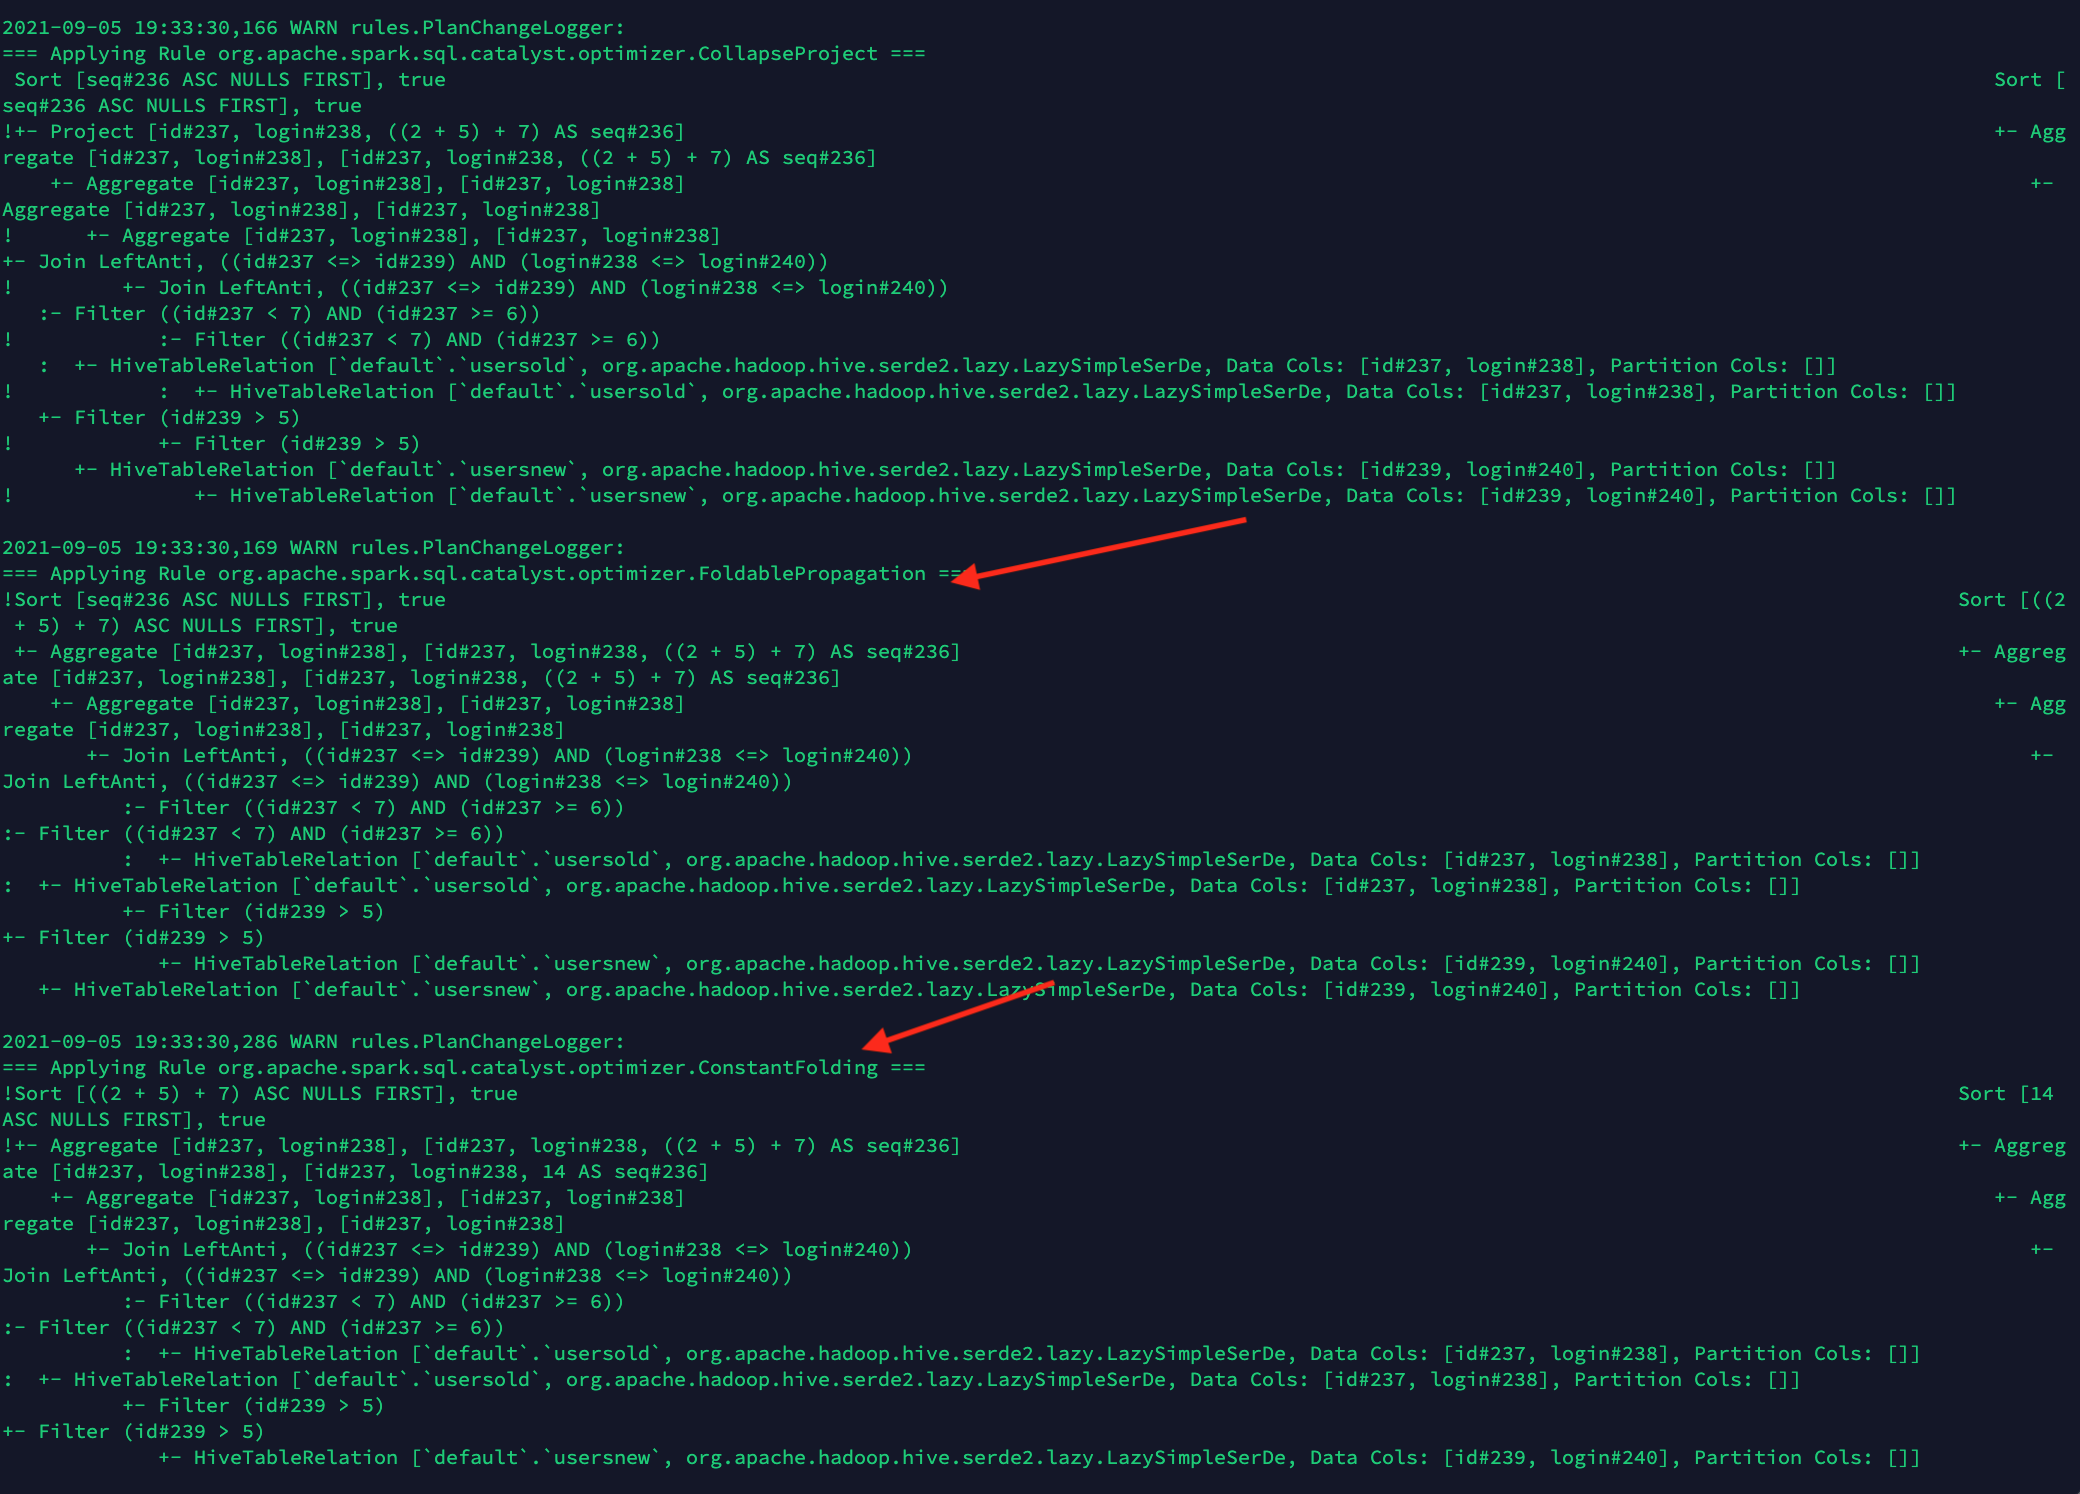 2021-09-05 19:33:30,166 WARN rules.PlanChangeLogger:
=== Applying Rule org.apache.spark.sql.catalyst.optimizer.CollapseProject ===
 Sort [seq#236 ASC NULLS FIRST], true Sort [
seq#236 ASC NULLS FIRST], true
!+- Project [id#237, login#238, ((2 + 5) + 7) AS seq#236] +- Agg
regate [id#237, login#238], [id#237, login#238, ((2 + 5) + 7) AS seq#236]
    +- Aggregate [id#237, login#238], [id#237, login#238] +-
Aggregate [id#237, login#238], [id#237, login#238]
!      +- Aggregate [id#237, login#238], [id#237, login#238]
+- Join LeftAnti, ((id#237 <=> id#239) AND (login#238 <=> login#240))
!         +- Join LeftAnti, ((id#237 <=> id#239) AND (login#238 <=> login#240))
   :- Filter ((id#237 < 7) AND (id#237 >= 6))
!            :- Filter ((id#237 < 7) AND (id#237 >= 6))
   :  +- HiveTableRelation [`default`.`usersold`, org.apache.hadoop.hive.serde2.lazy.LazySimpleSerDe, Data Cols: [id#237, login#238], Partition Cols: []]
!            :  +- HiveTableRelation [`default`.`usersold`, org.apache.hadoop.hive.serde2.lazy.LazySimpleSerDe, Data Cols: [id#237, login#238], Partition Cols: []]
   +- Filter (id#239 > 5)
!            +- Filter (id#239 > 5)
      +- HiveTableRelation [`default`.`usersnew`, org.apache.hadoop.hive.serde2.lazy.LazySimpleSerDe, Data Cols: [id#239, login#240], Partition Cols: []]
!               +- HiveTableRelation [`default`.`usersnew`, org.apache.hadoop.hive.serde2.lazy.LazySimpleSerDe, Data Cols: [id#239, login#240], Partition Cols: []]
2021-09-05 19:33:30,169 WARN rules.PlanChangeLogger:
=== Applying Rule org.apache.spark.sql.catalyst.optimizer.FoldablePropagation ===
!Sort [seq#236 ASC NULLS FIRST], true Sort [((2
 + 5) + 7) ASC NULLS FIRST], true
 +- Aggregate [id#237, login#238], [id#237, login#238, ((2 + 5) + 7) AS seq#236] +- Aggreg
ate [id#237, login#238], [id#237, login#238, ((2 + 5) + 7) AS seq#236]
    +- Aggregate [id#237, login#238], [id#237, login#238] +- Agg
regate [id#237, login#238], [id#237, login#238]
       +- Join LeftAnti, ((id#237 <=> id#239) AND (login#238 <=> login#240)) +-
Join LeftAnti, ((id#237 <=> id#239) AND (login#238 <=> login#240))
          :- Filter ((id#237 < 7) AND (id#237 >= 6))
:- Filter ((id#237 < 7) AND (id#237 >= 6))
          :  +- HiveTableRelation [`default`.`usersold`, org.apache.hadoop.hive.serde2.lazy.LazySimpleSerDe, Data Cols: [id#237, login#238], Partition Cols: []]
:  +- HiveTableRelation [`default`.`usersold`, org.apache.hadoop.hive.serde2.lazy.LazySimpleSerDe, Data Cols: [id#237, login#238], Partition Cols: []]
          +- Filter (id#239 > 5)
+- Filter (id#239 > 5)
             +- HiveTableRelation [`default`.`usersnew`, org.apache.hadoop.hive.serde2.lazy.LazySimpleSerDe, Data Cols: [id#239, login#240], Partition Cols: []]
   +- HiveTableRelation [`default`.`usersnew`, org.apache.hadoop.hive.serde2.lazy.LazySimpleSerDe, Data Cols: [id#239, login#240], Partition Cols: []]
2021-09-05 19:33:30,286 WARN rules.PlanChangeLogger:
=== Applying Rule org.apache.spark.sql.catalyst.optimizer.ConstantFolding ===
!Sort [((2 + 5) + 7) ASC NULLS FIRST], true Sort [14
ASC NULLS FIRST], true
!+- Aggregate [id#237, login#238], [id#237, login#238, ((2 + 5) + 7) AS seq#236] +- Aggreg
ate [id#237, login#238], [id#237, login#238, 14 AS seq#236]
    +- Aggregate [id#237, login#238], [id#237, login#238] +- Agg
regate [id#237, login#238], [id#237, login#238]
       +- Join LeftAnti, ((id#237 <=> id#239) AND (login#238 <=> login#240)) +-
Join LeftAnti, ((id#237 <=> id#239) AND (login#238 <=> login#240))
          :- Filter ((id#237 < 7) AND (id#237 >= 6))
:- Filter ((id#237 < 7) AND (id#237 >= 6))
          :  +- HiveTableRelation [`default`.`usersold`, org.apache.hadoop.hive.serde2.lazy.LazySimpleSerDe, Data Cols: [id#237, login#238], Partition Cols: []]
:  +- HiveTableRelation [`default`.`usersold`, org.apache.hadoop.hive.serde2.lazy.LazySimpleSerDe, Data Cols: [id#237, login#238], Partition Cols: []]
          +- Filter (id#239 > 5)
+- Filter (id#239 > 5)
             +- HiveTableRelation [`default`.`usersnew`, org.apache.hadoop.hive.serde2.lazy.LazySimpleSerDe, Data Cols: [id#239, login#240], Partition Cols: []]